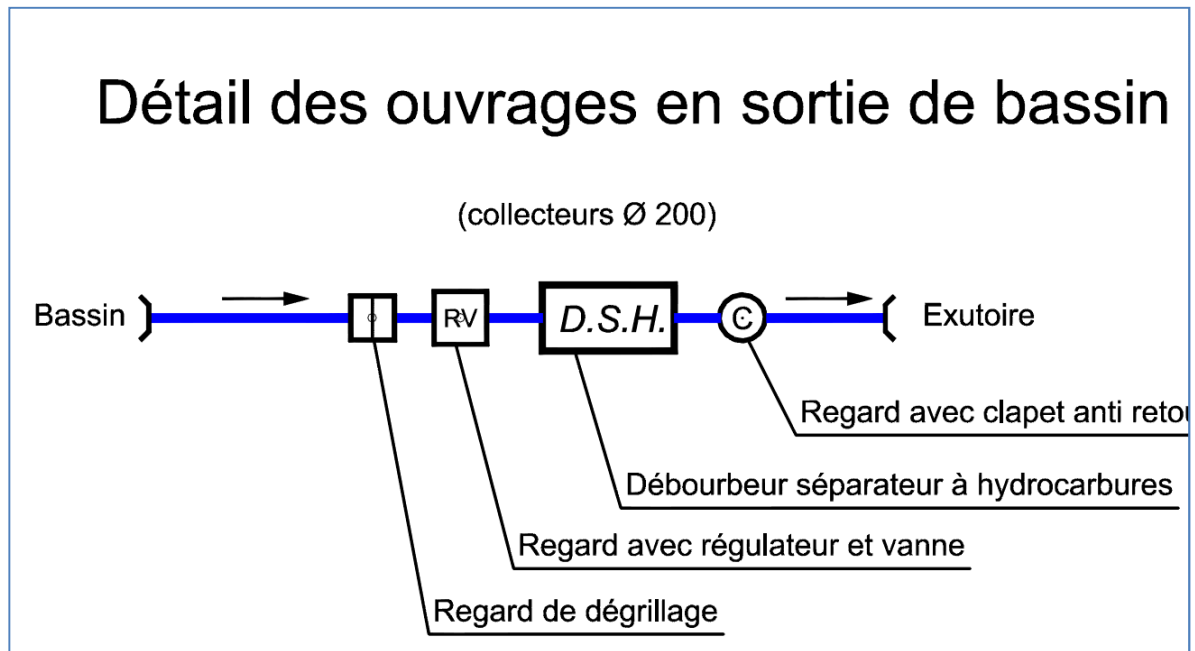 Détail des ouvrages en sortie de bassin
(collecteurs Ø 200)
Bassin
RV
D.S.H.
C
Exutoire
Regard avec clapet anti
Débourbeur séparateur à hydrocarbures
Regard avec régulateur et vanne
Regard de dégrillage